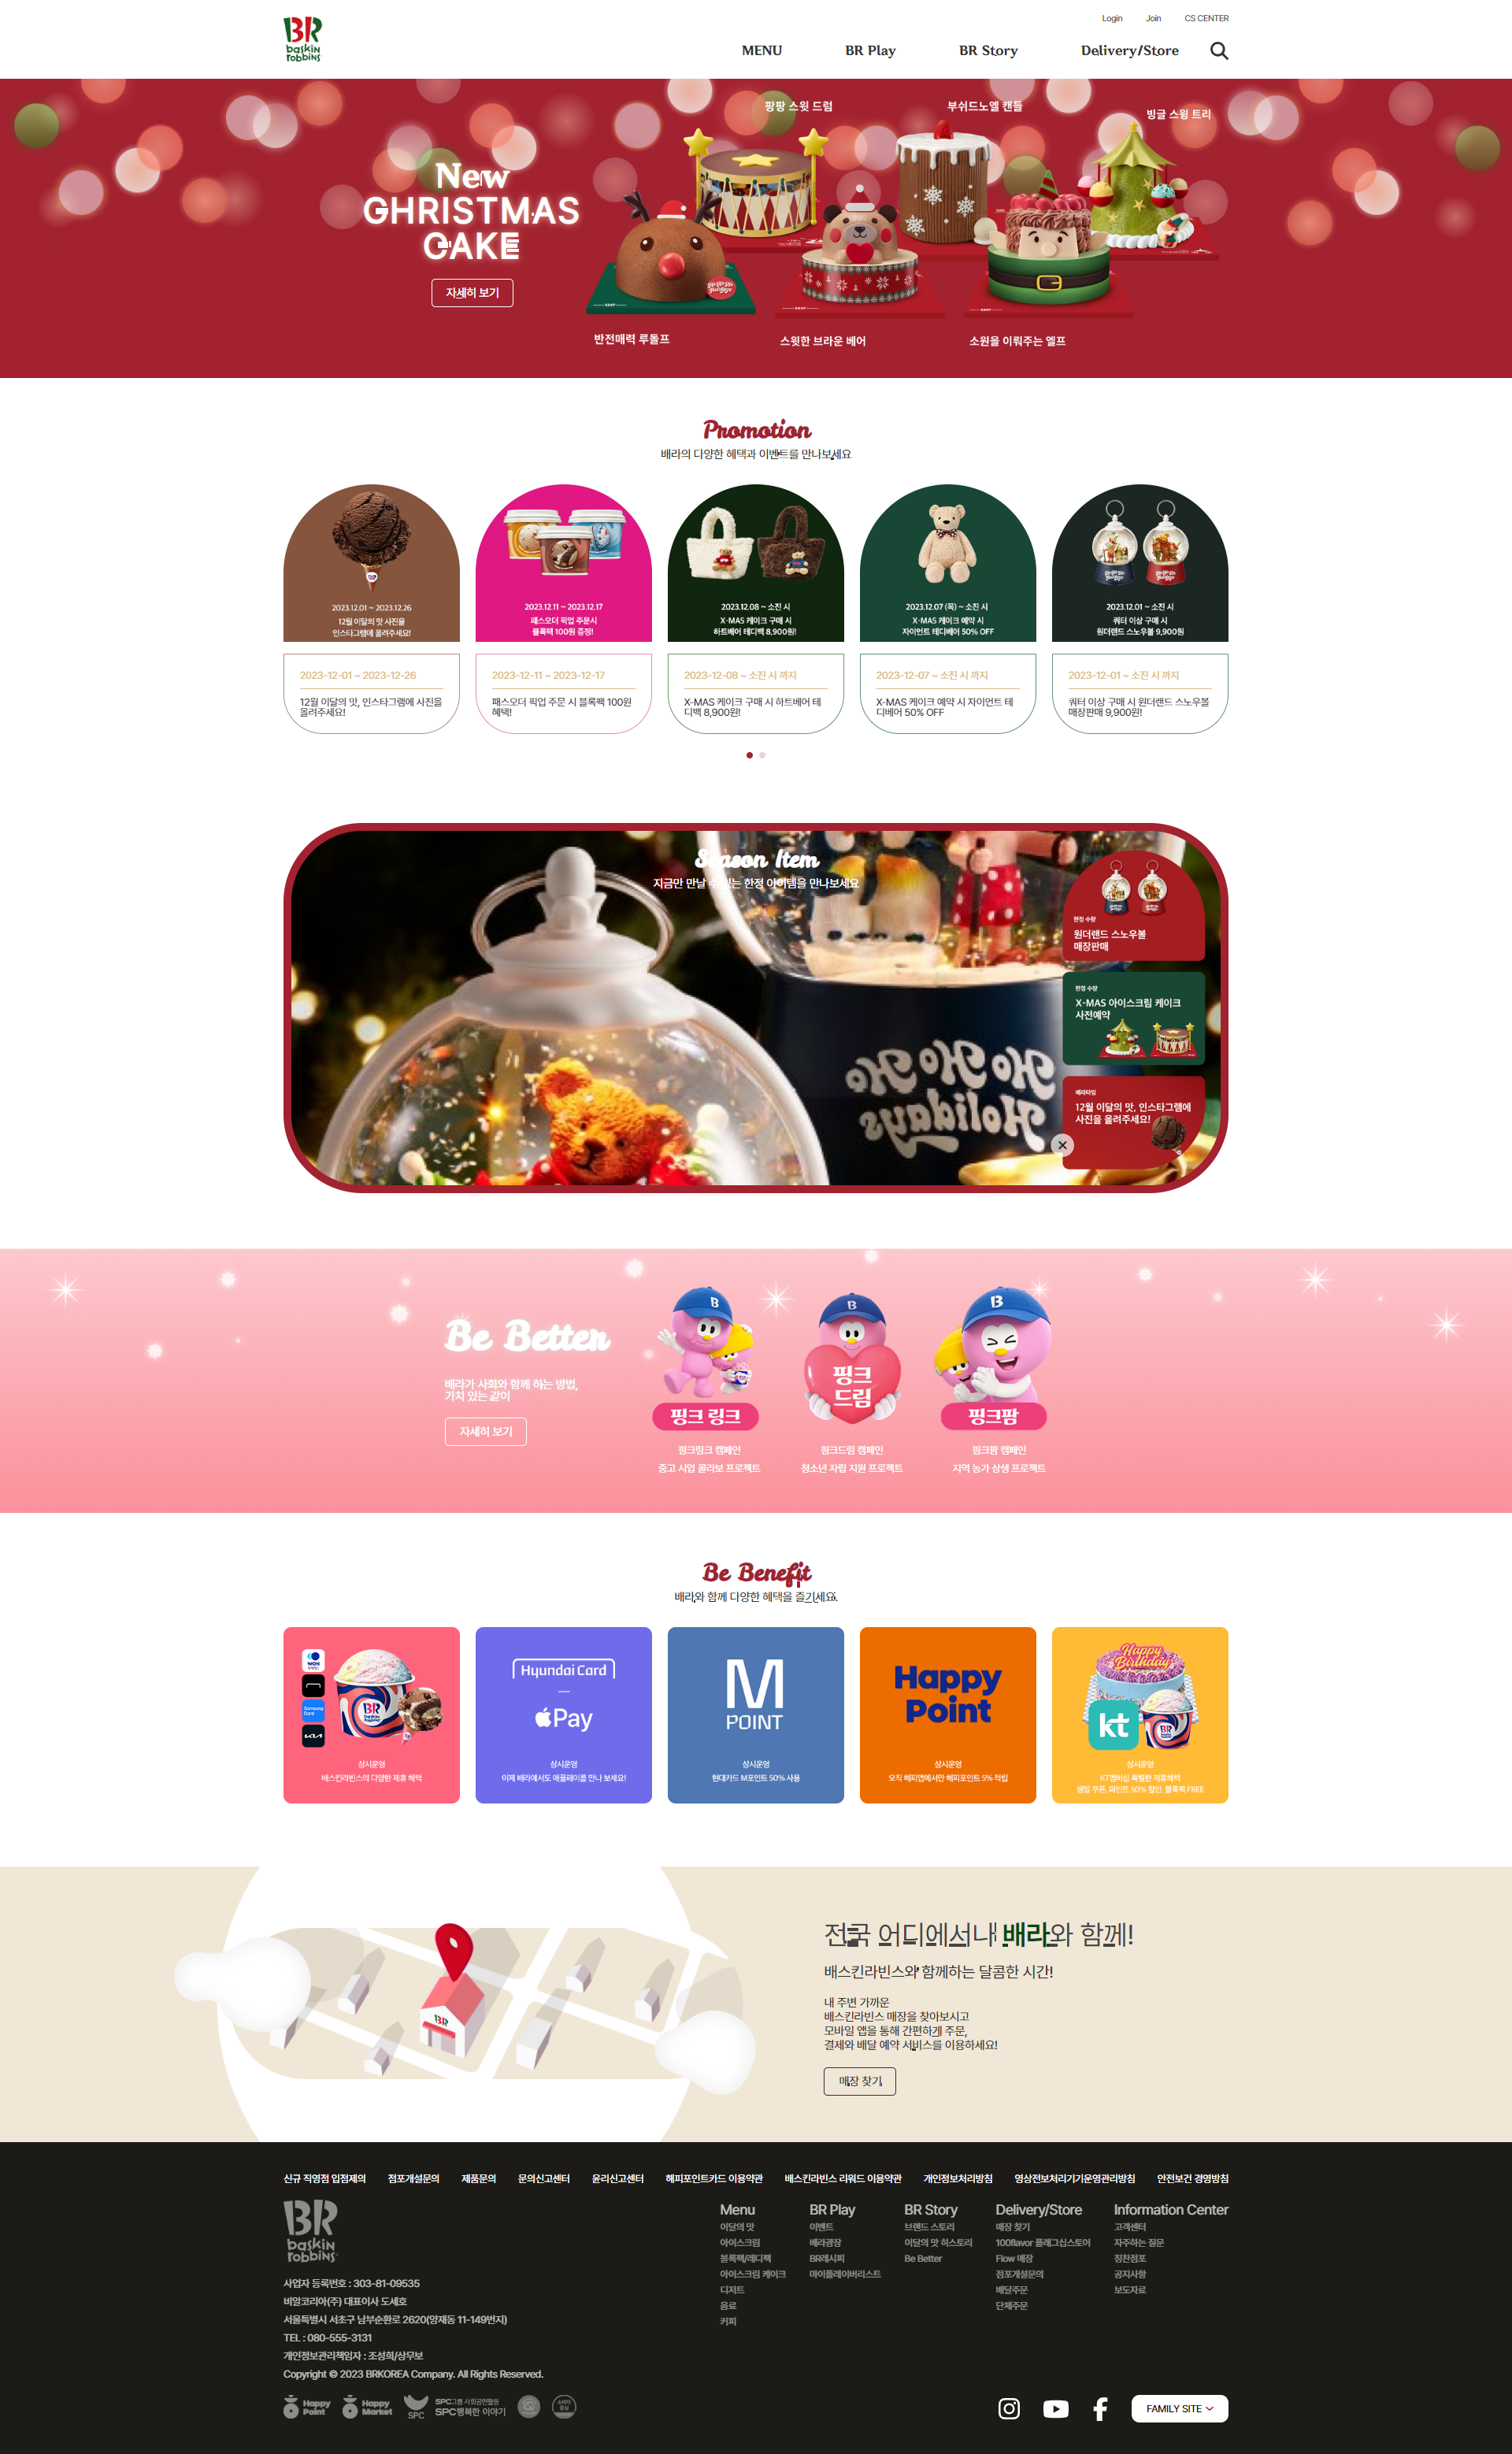 BR
baskin
robbins
Login Join CS CENTER
MENU BR Play BR Story Delivery/Store
팡팡 스윗 드럼
부쉬드노엘 캔들
빙글 스윙 트리
New
CHRISTMAS
CAKE
자세히 보기
반전매력 루돌프
스윗한 브라운 베어
소원을 이뤄주는 엘프
Promotion
배라의 다양한 혜택과 이벤트를 만나보세요
2023.12.01 ~ 2023.12.26
12월 이달의 맛 사진을
인스타그램에 올려주세요!
2023.12.11 ~ 2023.12.17
패스오더 픽업 주문시
블록팩 100원 증정!
2023.12.08 ~ 소진 시
X-MAS 케이크 구매 시
하트베어 테디백 8,900원!
2023.12.07 (목) ~ 소진 시
X-MAS 케이크 예약 시
자이언트 테디베어 50% OFF
2023.12.01 ~ 소진 시
쿼터 이상 구매 시
원더랜드 스노우볼 9,900원
2023-12-01 ~ 2023-12-26
12월 이달의 맛, 인스타그램에 사진을
올려주세요!
2023-12-11 ~ 2023-12-17
패스오더 픽업 주문 시 블록팩 100원
혜택!
2023-12-08 ~ 소진 시 까지
X-MAS 케이크 구매 시 하트베어 테
디백 8,900원!
2023-12-07 ~ 소진 시 까지
X-MAS 케이크 예약 시 자이언트 테
디베어 50% OFF
2023-12-01 ~ 소진 시 까지
쿼터 이상 구매 시 원더랜드 스노우볼
매장판매 9,900원!
Season Item
지금만 만날 수 있는 한정 아이템을 만나보세요
한정 수량
원더랜드 스노우볼
매장판매
한정 수량
X-MAS 아이스크림 케이크
사전예약
배라타임
12월 이달의 맛, 인스타그램에
사진을 올려주세요!
Ho Ho Ho
Holidays
Be Better
배라가 사회와 함께 하는 방법,
가치 있는 같이
자세히 보기
핑크 링크
핑크
드림
핑크팜
핑크링크 캠페인
중고 사업 콜라보 프로젝트
핑크드림 캠페인
청소년 자립 지원 프로젝트
핑크팜 캠페인
지역 농가 상생 프로젝트
Be Benefit
배라와 함께 다양한 혜택을 즐기세요.
상시운영
배스킨라빈스의 다양한 제휴 혜택
Hyundai Card
Pay
상시운영
이제 배라에서도 애플페이를 만나 보세요!
M
POINT
상시운영
현대카드 M포인트 50% 사용
Happy
Point
상시운영
오직 해피앱에서만 해피포인트 5% 적립
Happy
Birthday
kt
상시운영
KT멤버십 특별한 제휴혜택
생일 쿠폰, 파인트 50% 할인, 블록팩 FREE
전국 어디에서나 배라와 함께!
배스킨라빈스와 함께하는 달콤한 시간!
내 주변 가까운
배스킨라빈스 매장을 찾아보시고
모바일 앱을 통해 간편하게 주문,
결제와 배달 예약 서비스를 이용하세요!
매장 찾기
신규 직영점 입점제의 점포개설문의 제품문의 문의신고센터 윤리신고센터 해피포인트카드 이용약관 배스킨라빈스 리워드 이용약관 개인정보처리방침 영상전보처리기기운영관리방침 안전보건 경영방침
BR
baskin
robbins
사업자 등록번호 : 303-81-09535
비알코리아(주) 대표이사 도세호
서울특별시 서초구 남부순환로 2620(양재동 11-149번지)
TEL : 080-555-3131
개인정보관리책임자 : 조성희/상무보
Copyright © 2023 BRKOREA Company. All Rights Reserved.
Menu
이달의 맛
아이스크림
블록팩/레디팩
아이스크림 케이크
디저트
음료
커피
BR Play
이벤트
베라광장
BR레시피
마이플레이버리스트
BR Story
브랜드 스토리
이달의 맛 히스토리
Be Better
Delivery/Store
매장 찾기
100flavor 플래그십스토어
Flow 매장
점포개설문의
배달주문
단체주문
Information Center
고객센터
자주하는 질문
칭찬점포
공지사항
보도자료
Happy
Point
Happy
Market
SPC
SPC그룹 사회공헌활동
SPC행복한 이야기
FAMILY SITE